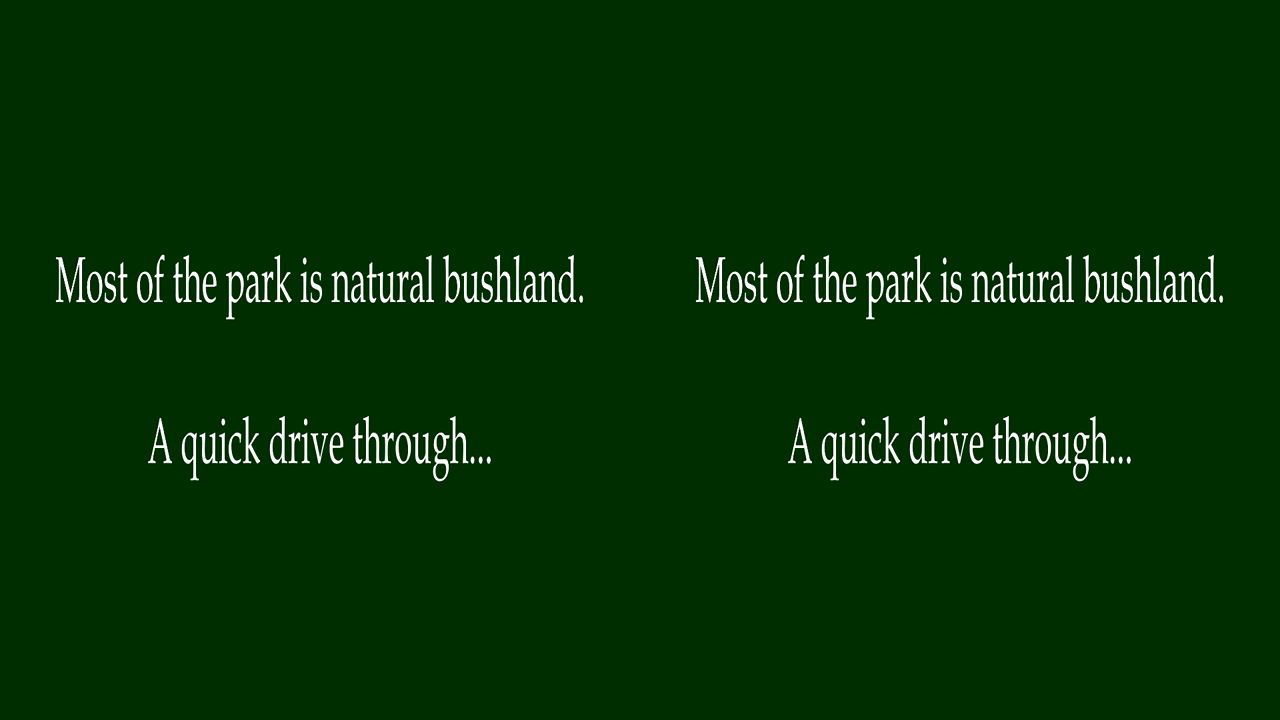 Most of the park is natural bushland. Most of the park is natural bushland.
A quick drive through... A quick drive through...